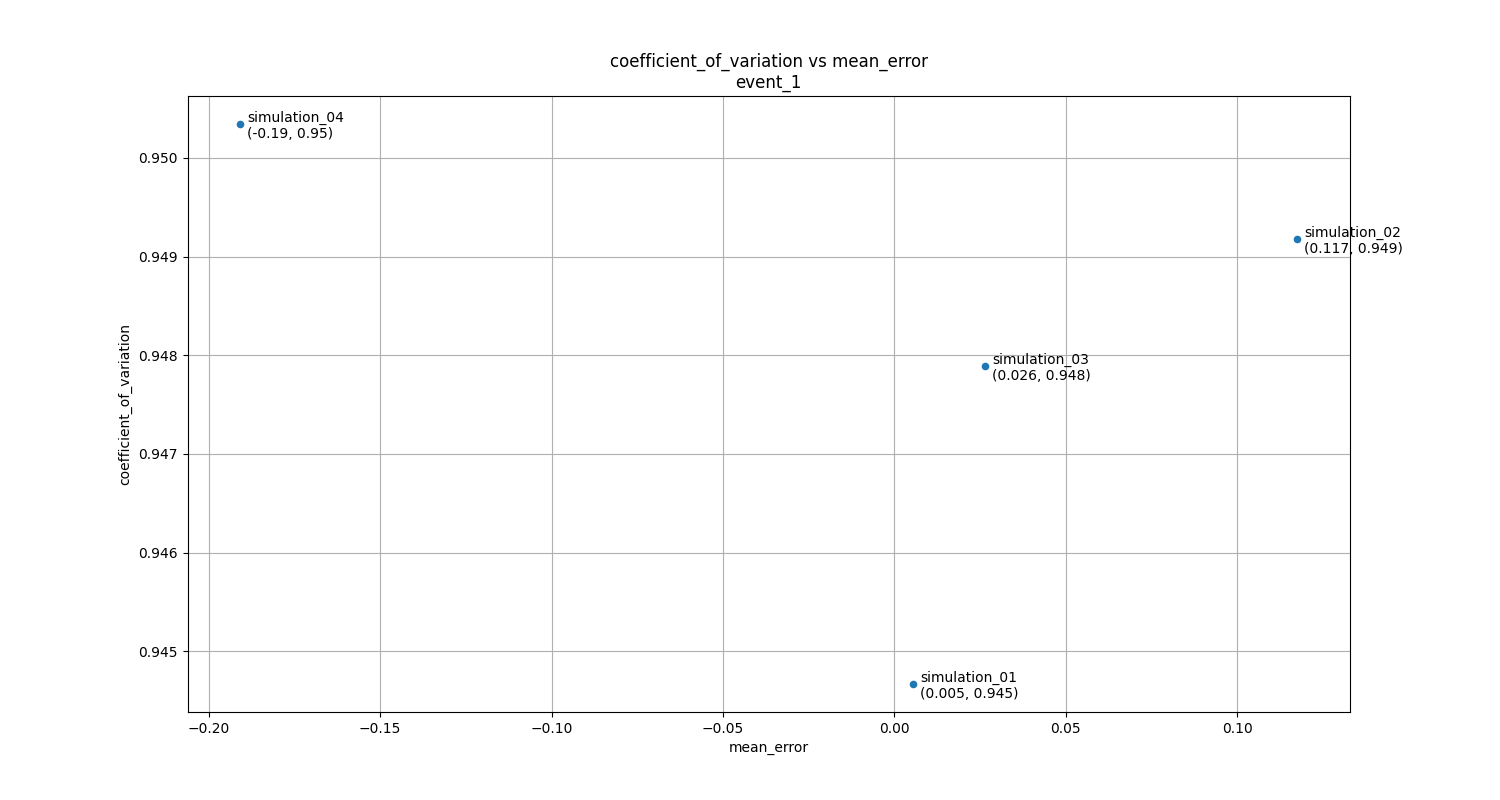 coefficient_of_variation vs mean_error
event_1
simulation_04
(-0.19, 0.95)
simulation_02
(0.117, 0.949)
simulation_03
(0.026, 0.948)
simulation_01
(0.005, 0.945)
0.950
0.949
0.948
0.947
0.946
0.945
coefficient_of_variation
−0.20
−0.15
−0.10
−0.05
0.00
0.05
0.10
mean_error